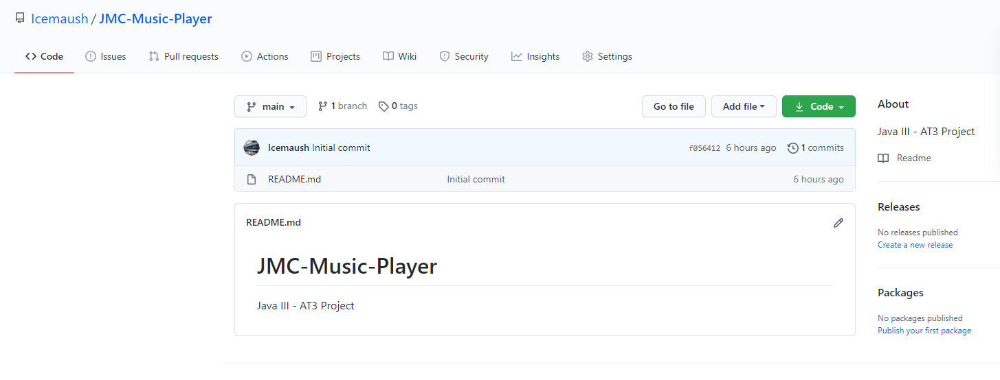 Icemaush / JMC-Music-Player
Code Issues Pull requests Actions Projects Wiki Security Insights Settings
main 1 branch 0 tags Go to file Add file Code
Icemaush Initial commit f056412 6 hours ago 1 commits
README.md Initial commit 6 hours ago
README.md
JMC-Music-Player
Java III - AT3 Project
About
Java III - AT3 Project
Readme
Releases
No releases published
Create a new release
Packages
No packages published
Publish your first package